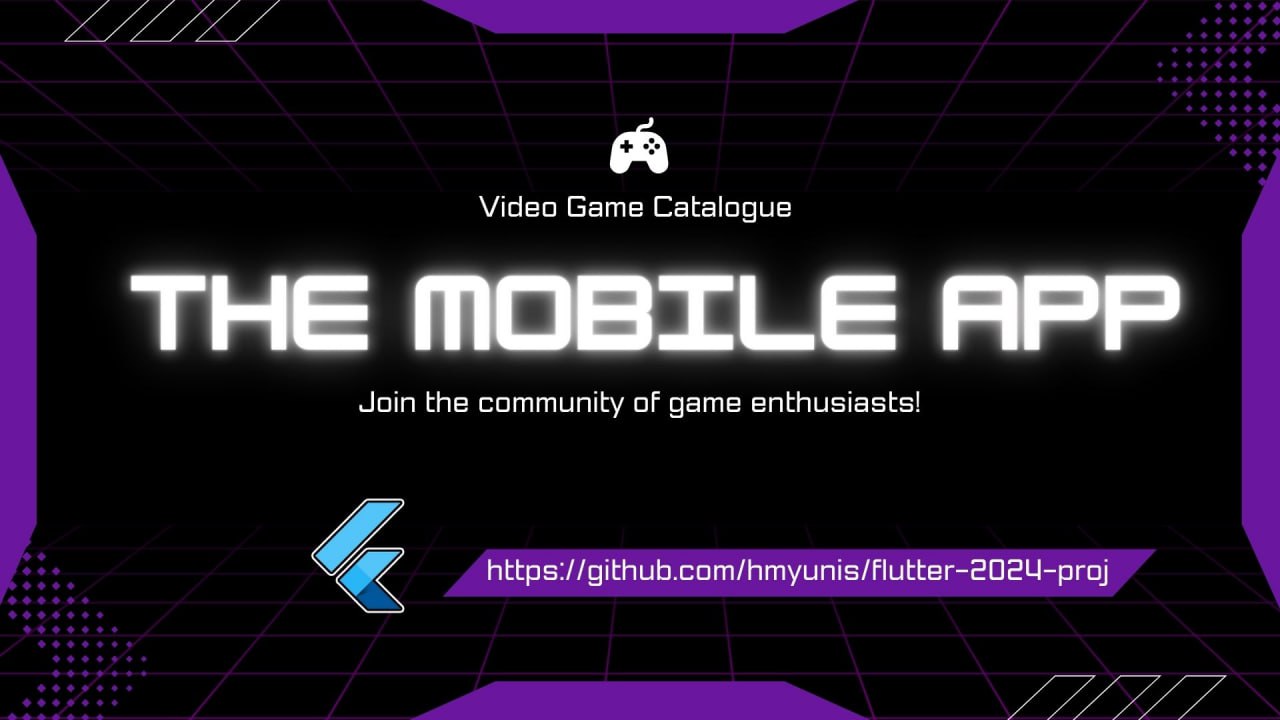 Video Game Catalogue
THE MOBILE APP
Join the community of game enthusiasts!
https://github.com/hmyunis/flutter-2024-proj